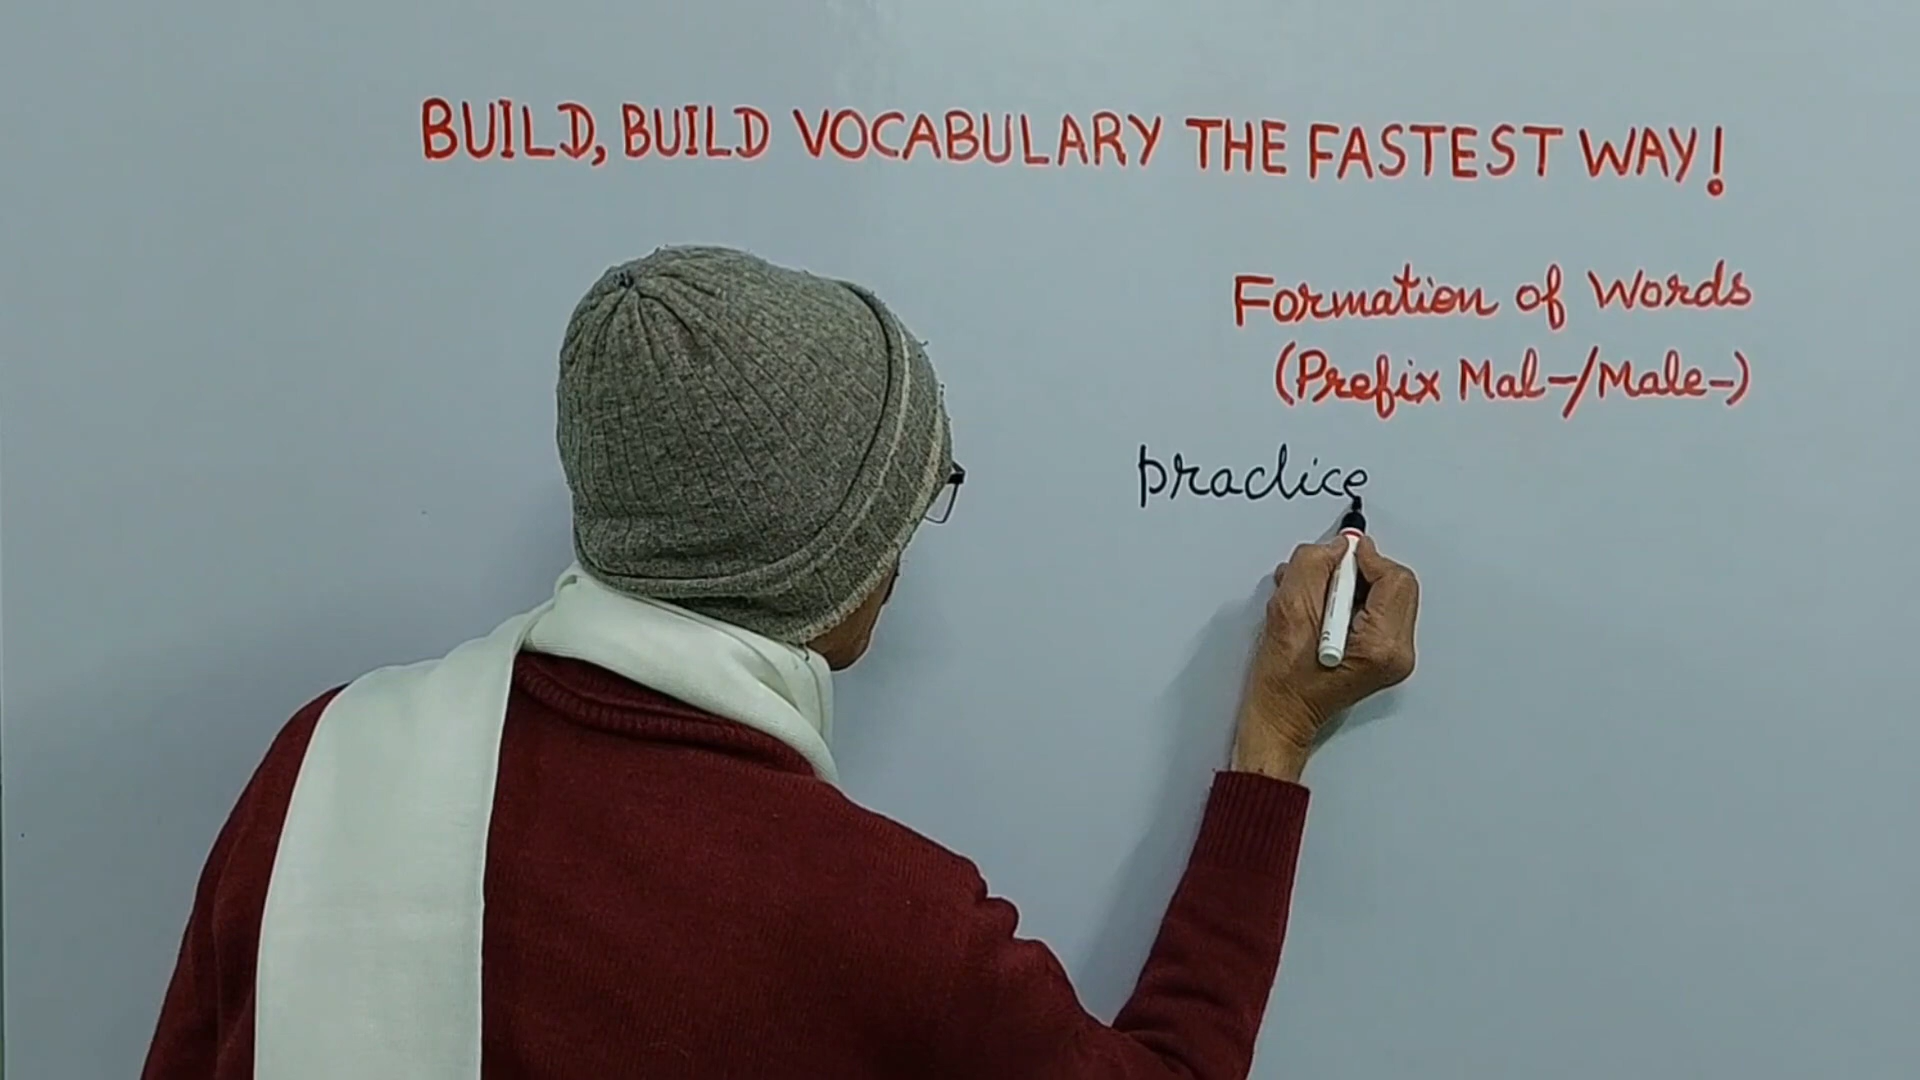 BUILD, BUILD VOCABULARY THE FASTEST WAY!
Formation of Words
(Prefix Mal-/Male-)
practice